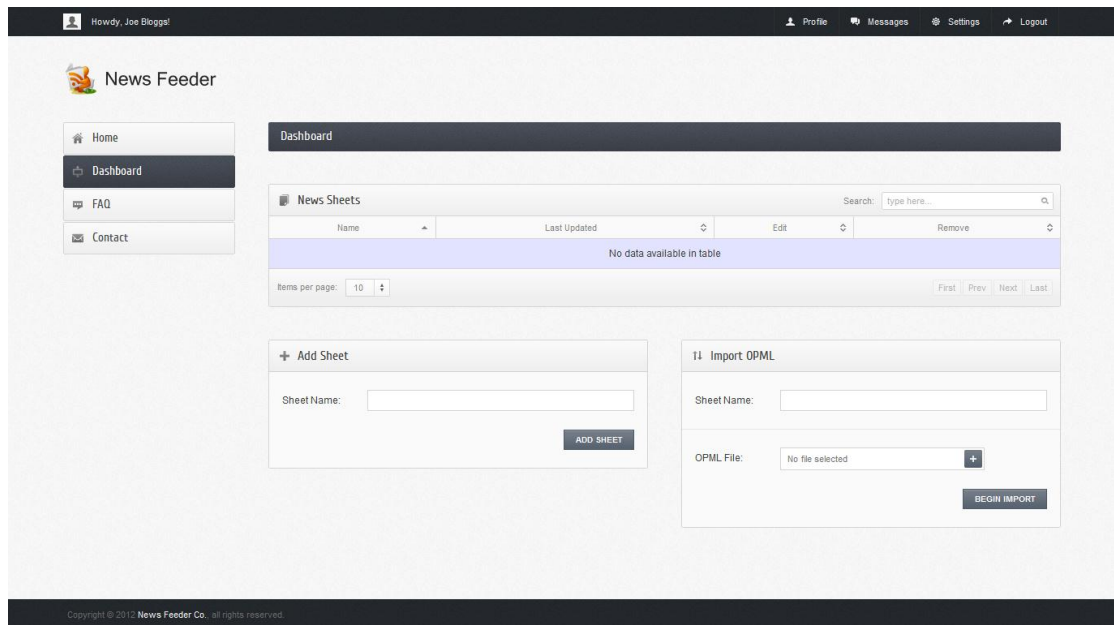 Howdy, Joe Bloggs!
Profile Messages Settings Logout
News Feeder
Home
Dashboard
FAQ
Contact
Dashboard
News Sheets
Search: type here...
Name Last Updated Edit Remove
No data available in table
Items per page: 10
First Prev Next Last
Add Sheet
Sheet Name:
ADD SHEET
Import OPML
Sheet Name:
OPML File: No file selected
BEGIN IMPORT
Copyright © 2012 News Feeder Co., all rights reserved.